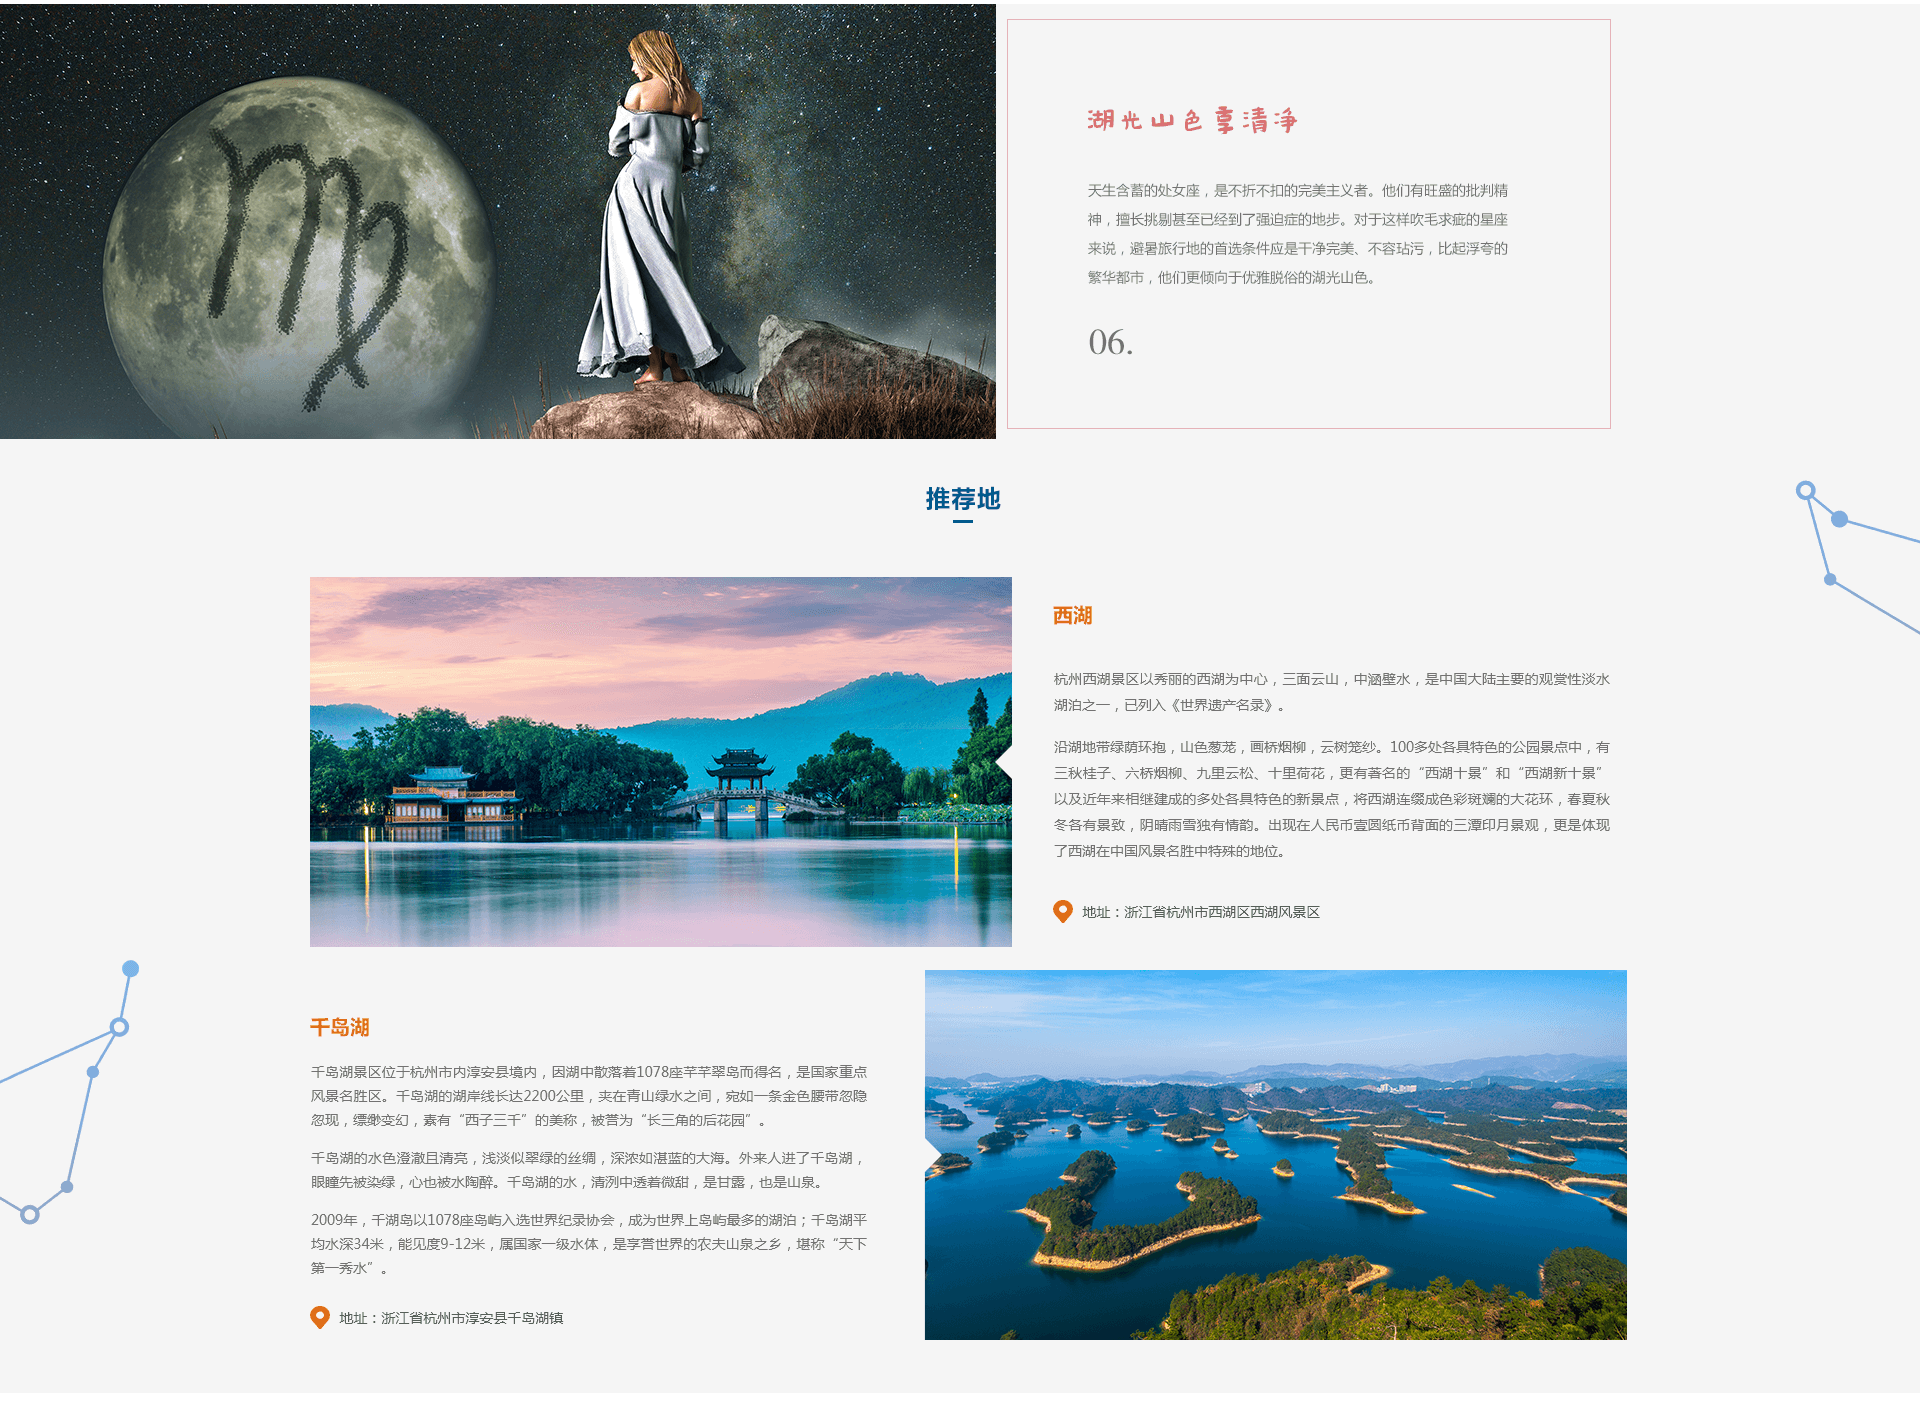 湖光山色享清净
天生含蓄的处女座，是不折不扣的完美主义者。他们有旺盛的批判精
神，擅长挑剔甚至已经到了强迫症的地步。对于这样吹毛求疵的星座
来说，避暑旅行地的首选条件应是干净完美、不容玷污，比起浮夸的
繁华都市，他们更倾向于优雅脱俗的湖光山色。
06.
推荐地
西湖
杭州西湖景区以秀丽的西湖为中心，三面云山，中涵壁水，是中国大陆主要的观赏性淡水
湖泊之一，已列入《世界遗产名录》。
沿湖地带绿荫环抱，山色葱茏，画桥烟柳，云树笼纱。100多处各具特色的公园景点中，有
三秋桂子、六桥烟柳、九里云松、十里荷花，更有著名的“西湖十景”和“西湖新十景”
以及近年来相继建成的多处各具特色的新景点，将西湖连缀成色彩斑斓的大花环，春夏秋
冬各有景致，阴晴雨雪独有情韵。出现在人民币壹圆纸币背面的三潭印月景观，更是体现
了西湖在中国风景名胜中特殊的地位。
地址：浙江省杭州市西湖区西湖风景区
千岛湖
千岛湖景区位于杭州市内淳安县境内，因湖中散落着1078座芊芊翠岛而得名，是国家重点
风景名胜区。千岛湖的湖岸线长达2200公里，夹在青山绿水之间，宛如一条金色腰带忽隐
忽现，缥缈变幻，素有“西子三千”的美称，被誉为“长三角的后花园”。
千岛湖的水色澄澈且清亮，浅淡似翠绿的丝绸，深浓如湛蓝的大海。外来人进了千岛湖，
眼瞳先被染绿，心也被水陶醉。千岛湖的水，清洌中透着微甜，是甘露，也是山泉。
2009年，千湖岛以1078座岛屿入选世界纪录协会，成为世界上岛屿最多的湖泊；千岛湖平
均水深34米，能见度9-12米，属国家一级水体，是享誉世界的农夫山泉之乡，堪称“天下
第一秀水”。
地址：浙江省杭州市淳安县千岛湖镇